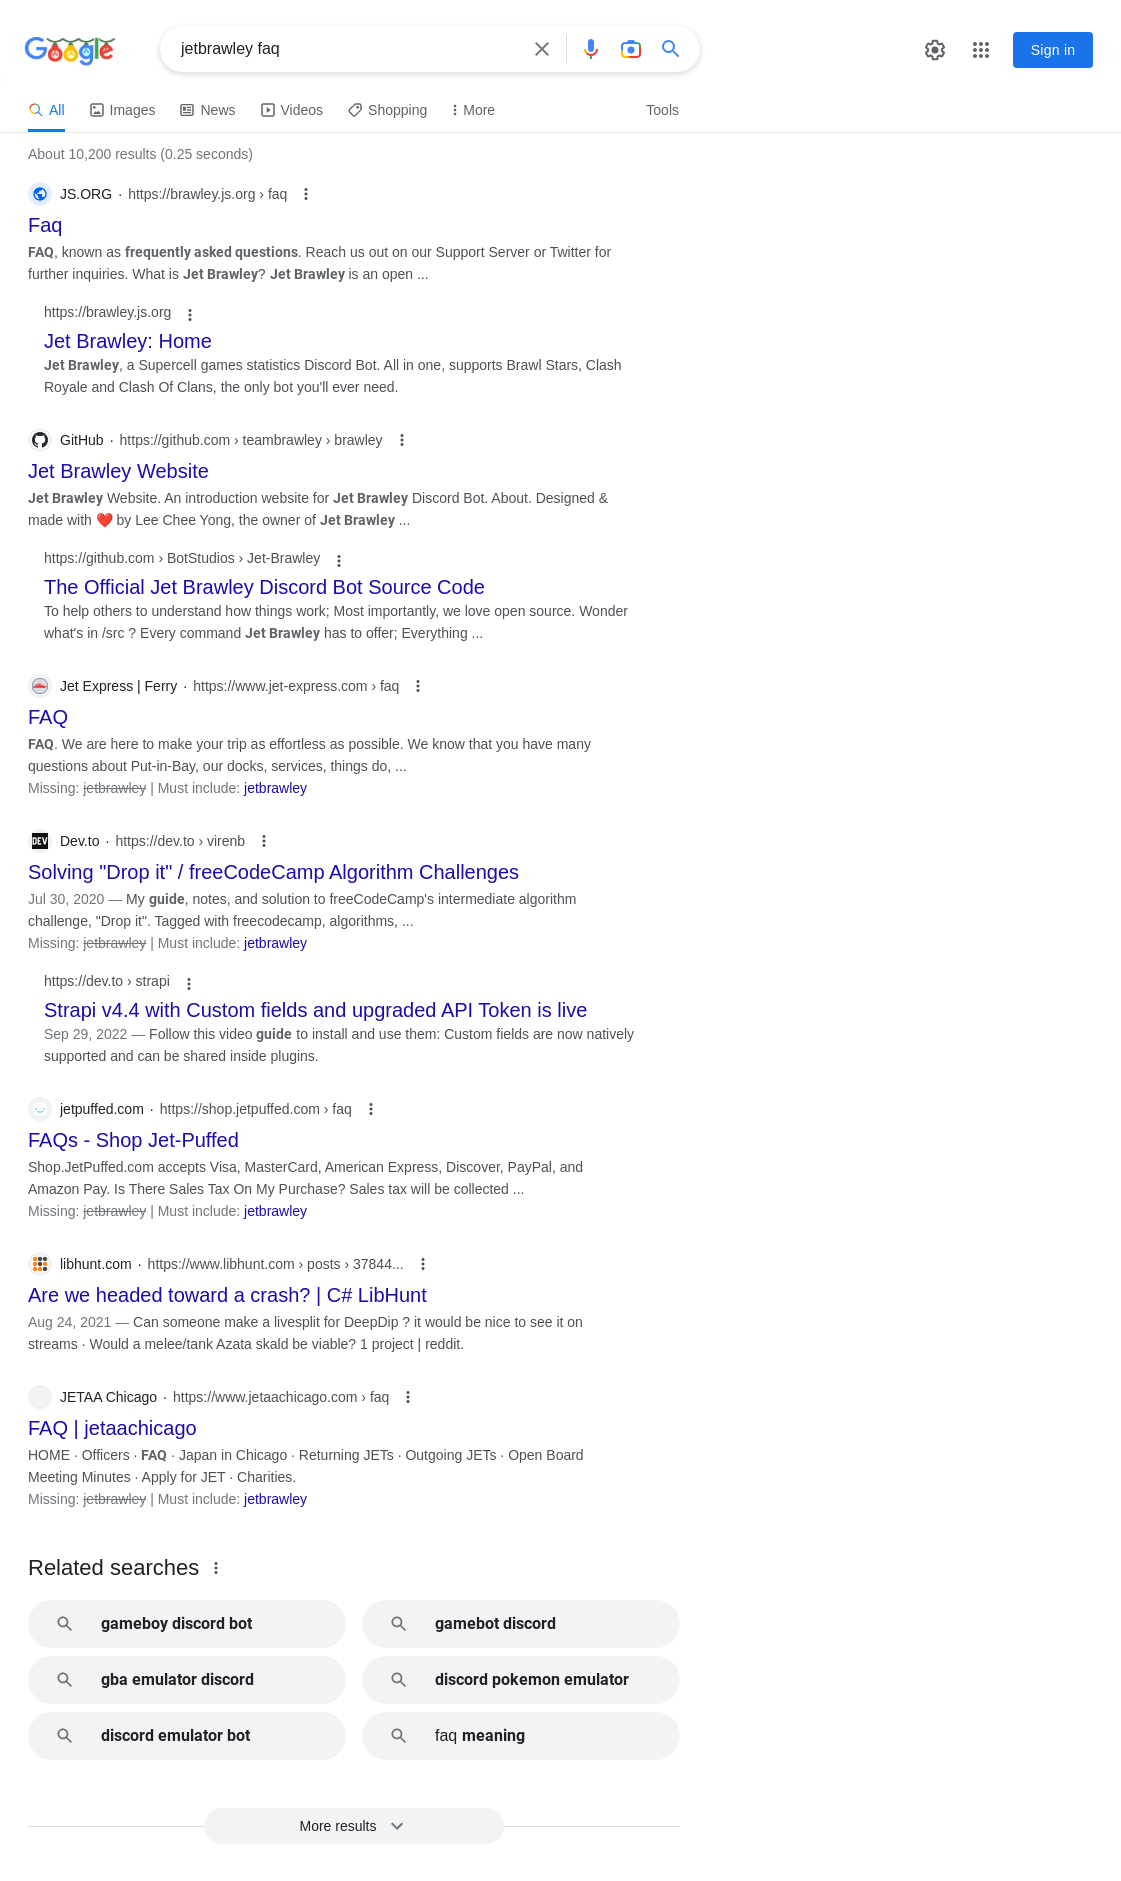 Google
jetbrawley faq
Sign in
All
Images
News
Videos
Shopping
More
Tools
About 10,200 results (0.25 seconds)
JS.ORG · https://brawley.js.org › faq
Faq
FAQ, known as frequently asked questions. Reach us out on our Support Server or Twitter for
further inquiries. What is Jet Brawley? Jet Brawley is an open ...
https://brawley.js.org
Jet Brawley: Home
Jet Brawley, a Supercell games statistics Discord Bot. All in one, supports Brawl Stars, Clash
Royale and Clash Of Clans, the only bot you'll ever need.
GitHub · https://github.com › teambrawley › brawley
Jet Brawley Website
Jet Brawley Website. An introduction website for Jet Brawley Discord Bot. About. Designed &
made with ❤️ by Lee Chee Yong, the owner of Jet Brawley ...
https://github.com › BotStudios › Jet-Brawley
The Official Jet Brawley Discord Bot Source Code
To help others to understand how things work; Most importantly, we love open source. Wonder
what's in /src ? Every command Jet Brawley has to offer; Everything ...
Jet Express | Ferry · https://www.jet-express.com › faq
FAQ
FAQ. We are here to make your trip as effortless as possible. We know that you have many
questions about Put-in-Bay, our docks, services, things do, ...
Missing: jetbrawley | Must include: jetbrawley
DEV
Dev.to · https://dev.to › virenb
Solving "Drop it" / freeCodeCamp Algorithm Challenges
Jul 30, 2020 — My guide, notes, and solution to freeCodeCamp's intermediate algorithm
challenge, "Drop it". Tagged with freecodecamp, algorithms, ...
Missing: jetbrawley | Must include: jetbrawley
https://dev.to › strapi
Strapi v4.4 with Custom fields and upgraded API Token is live
Sep 29, 2022 — Follow this video guide to install and use them: Custom fields are now natively
supported and can be shared inside plugins.
jetpuffed.com · https://shop.jetpuffed.com › faq
FAQs - Shop Jet-Puffed
Shop.JetPuffed.com accepts Visa, MasterCard, American Express, Discover, PayPal, and
Amazon Pay. Is There Sales Tax On My Purchase? Sales tax will be collected ...
Missing: jetbrawley | Must include: jetbrawley
libhunt.com · https://www.libhunt.com › posts › 37844...
Are we headed toward a crash? | C# LibHunt
Aug 24, 2021 — Can someone make a livesplit for DeepDip ? it would be nice to see it on
streams · Would a melee/tank Azata skald be viable? 1 project | reddit.
JETAA Chicago · https://www.jetaachicago.com › faq
FAQ | jetaachicago
HOME · Officers · FAQ · Japan in Chicago · Returning JETs · Outgoing JETs · Open Board
Meeting Minutes · Apply for JET · Charities.
Missing: jetbrawley | Must include: jetbrawley
Related searches
gameboy discord bot
gamebot discord
gba emulator discord
discord pokemon emulator
discord emulator bot
faq meaning
More results